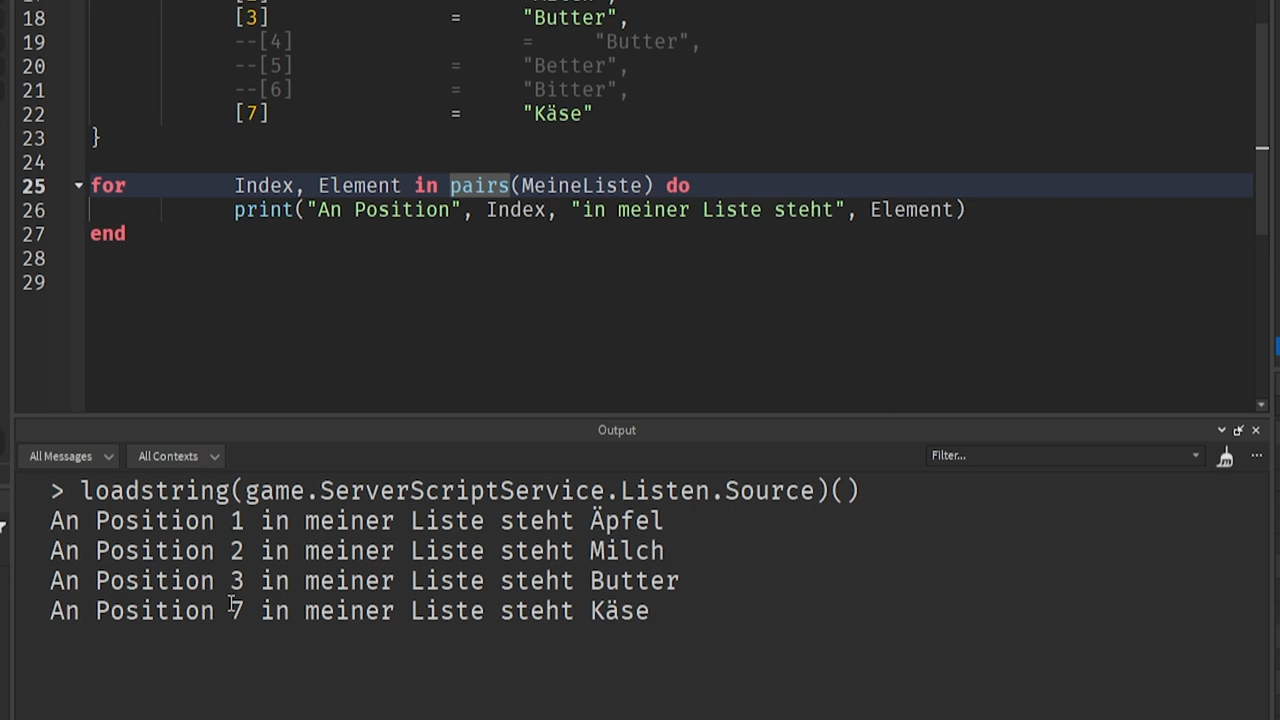 18 [3] = "Butter",
19 --[4] = "Butter",
20 --[5] = "Better",
21 --[6] = "Bitter",
22 [7] = "Käse"
23 }
24
25 for Index, Element in pairs(MeineListe) do
26 print("An Position", Index, "in meiner Liste steht", Element)
27 end
28
29
Output
All Messages All Contexts Filter...
> loadstring(game.ServerScriptService.Listen.Source)()
An Position 1 in meiner Liste steht Äpfel
An Position 2 in meiner Liste steht Milch
An Position 3 in meiner Liste steht Butter
An Position 7 in meiner Liste steht Käse